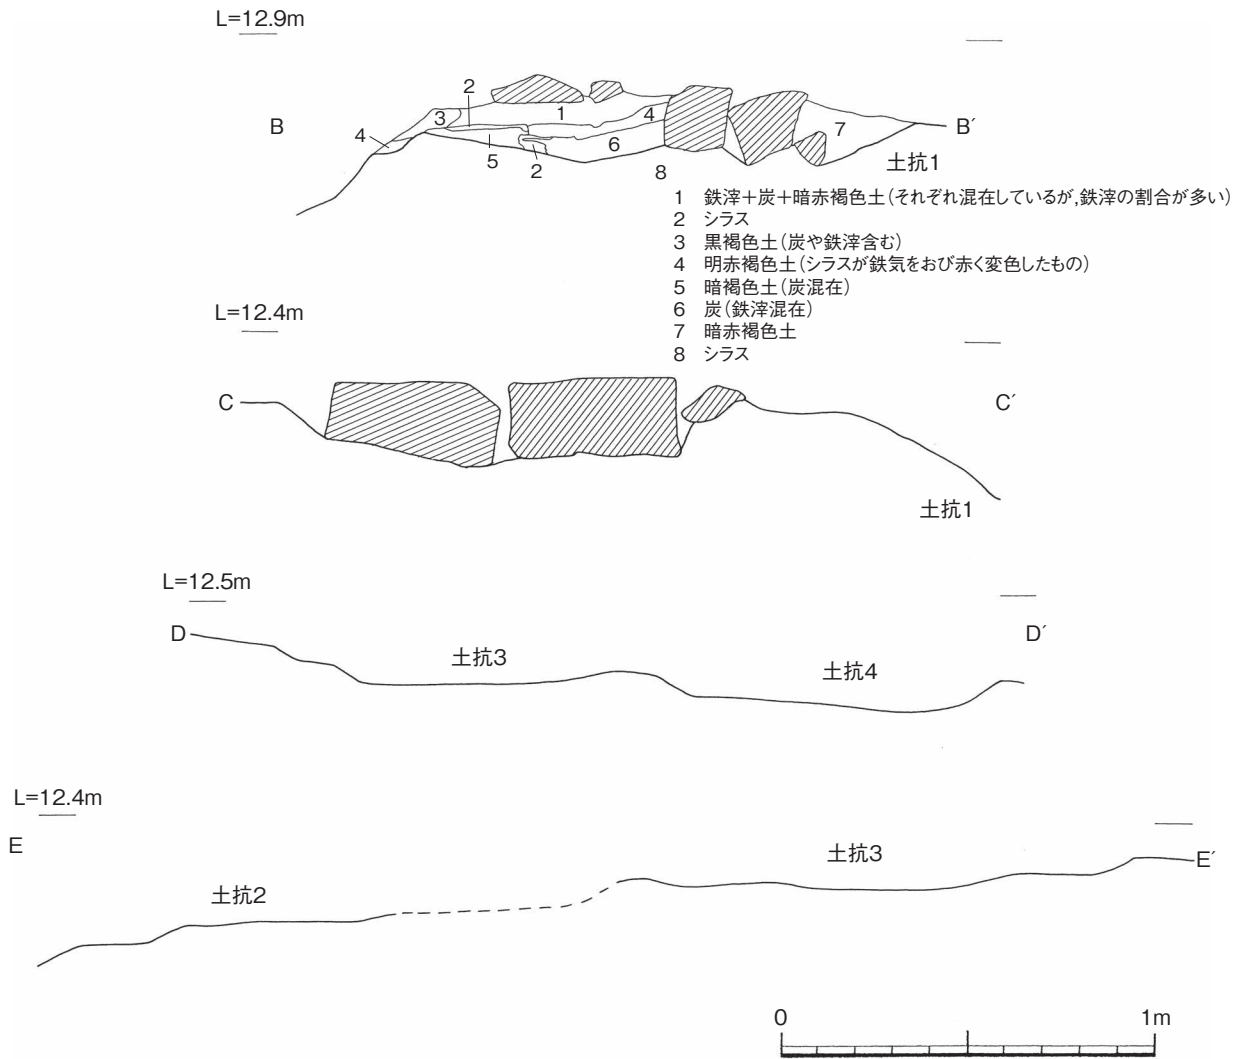 L=12.9m
B
B´
2
3
1
4
4
5
2
6
7
8
土抗1
1 鉄滓+炭+暗赤褐色土(それぞれ混在しているが,鉄滓の割合が多い)
2 シラス
3 黒褐色土(炭や鉄滓含む)
4 明赤褐色土(シラスが鉄気をおび赤く変色したもの)
5 暗褐色土(炭混在)
6 炭(鉄滓混在)
7 暗赤褐色土
8 シラス
L=12.4m
C
C´
土抗1
L=12.5m
D
D´
土抗3
土抗4
L=12.4m
E
E´
土抗3
土抗2
0
1m